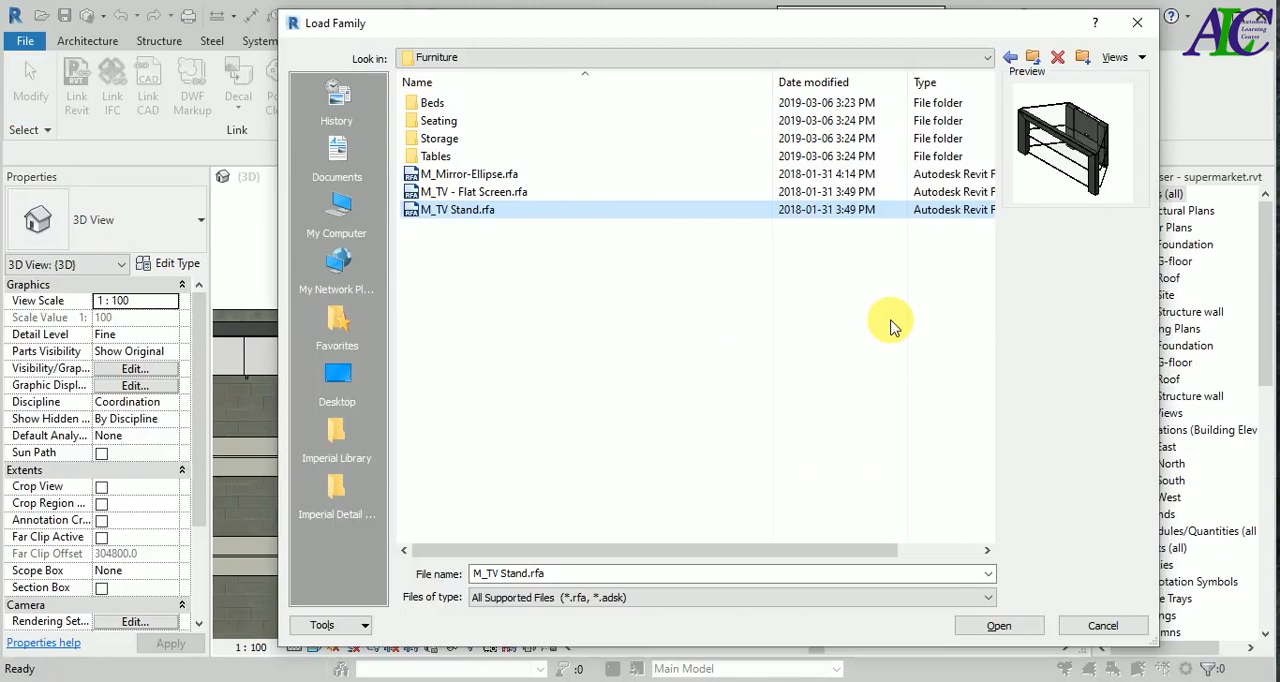 Load Family
? 
ALC
Autodesk
Learning
Center
File Architecture Structure Steel System
Modify
Link
Revit
Link
IFC
Link
CAD
DWF
Markup
Decal
Select
Link
Look in: Furniture
Views
Name Date modified Type
Beds 2019-03-06 3:23 PM File folder
Seating 2019-03-06 3:24 PM File folder
Storage 2019-03-06 3:24 PM File folder
Tables 2019-03-06 3:24 PM File folder
M_Mirror-Ellipse.rfa 2018-01-31 4:14 PM Autodesk Revit F
M_TV - Flat Screen.rfa 2018-01-31 3:49 PM Autodesk Revit F
M_TV Stand.rfa 2018-01-31 3:49 PM Autodesk Revit F
Preview
History
Documents
My Computer
My Network Pl...
Favorites
Desktop
Imperial Library
Imperial Detail ...
File name: M_TV Stand.rfa
Files of type: All Supported Files (*.rfa, *.adsk)
Tools Open Cancel
Properties
(3D)
3D View
3D View: {3D} Edit Type
Graphics
View Scale 1 : 100
Scale Value 1: 100
Detail Level Fine
Parts Visibility Show Original
Visibility/Grap... Edit...
Graphic Displ... Edit...
Discipline Coordination
Show Hidden ... By Discipline
Default Analy... None
Sun Path
Extents
Crop View
Crop Region ...
Annotation Cr...
Far Clip Active
Far Clip Offset 304800.0
Scope Box None
Section Box
Camera
Rendering Set... Edit...
Properties help Apply
1 : 100
ser - supermarket.rvt
(all)
ctural Plans
r Plans
Foundation
G-floor
Roof
Site
Structure wall
ng Plans
Foundation
G-floor
Roof
Structure wall
Views
ations (Building Elev
East
North
South
West
nds
dules/Quantities (all
ts (all)
notation Symbols
e Trays
umns
Ready :0 Main Model :0